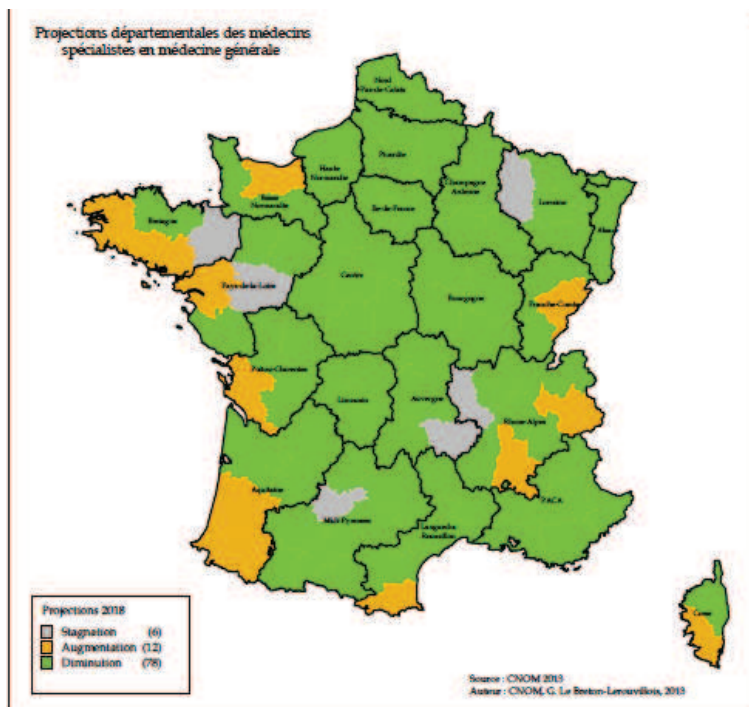 Projections départementales des médecins
spécialistes en médecine générale
Nord
Pas-de-Calais
Picardie
Haute
Normandie
Basse
Normandie
Champagne
Ardenne
Lorraine
Alsace
Ile-de-France
Bretagne
Pays-de-la-Loire
Centre
Bourgogne
Franche-Comté
Poitou-Charentes
Limousin
Auvergne
Rhone-Alpes
Aquitaine
Midi-Pyrenees
Languedoc
Roussillon
P.A.C.A.
Corse
Projections 2018
Stagnation (6)
Augmentation (12)
Diminution (78)
Source : CNOM 2013
Auteur : CNOM, G. Le Breton-Lerouvillois, 2013